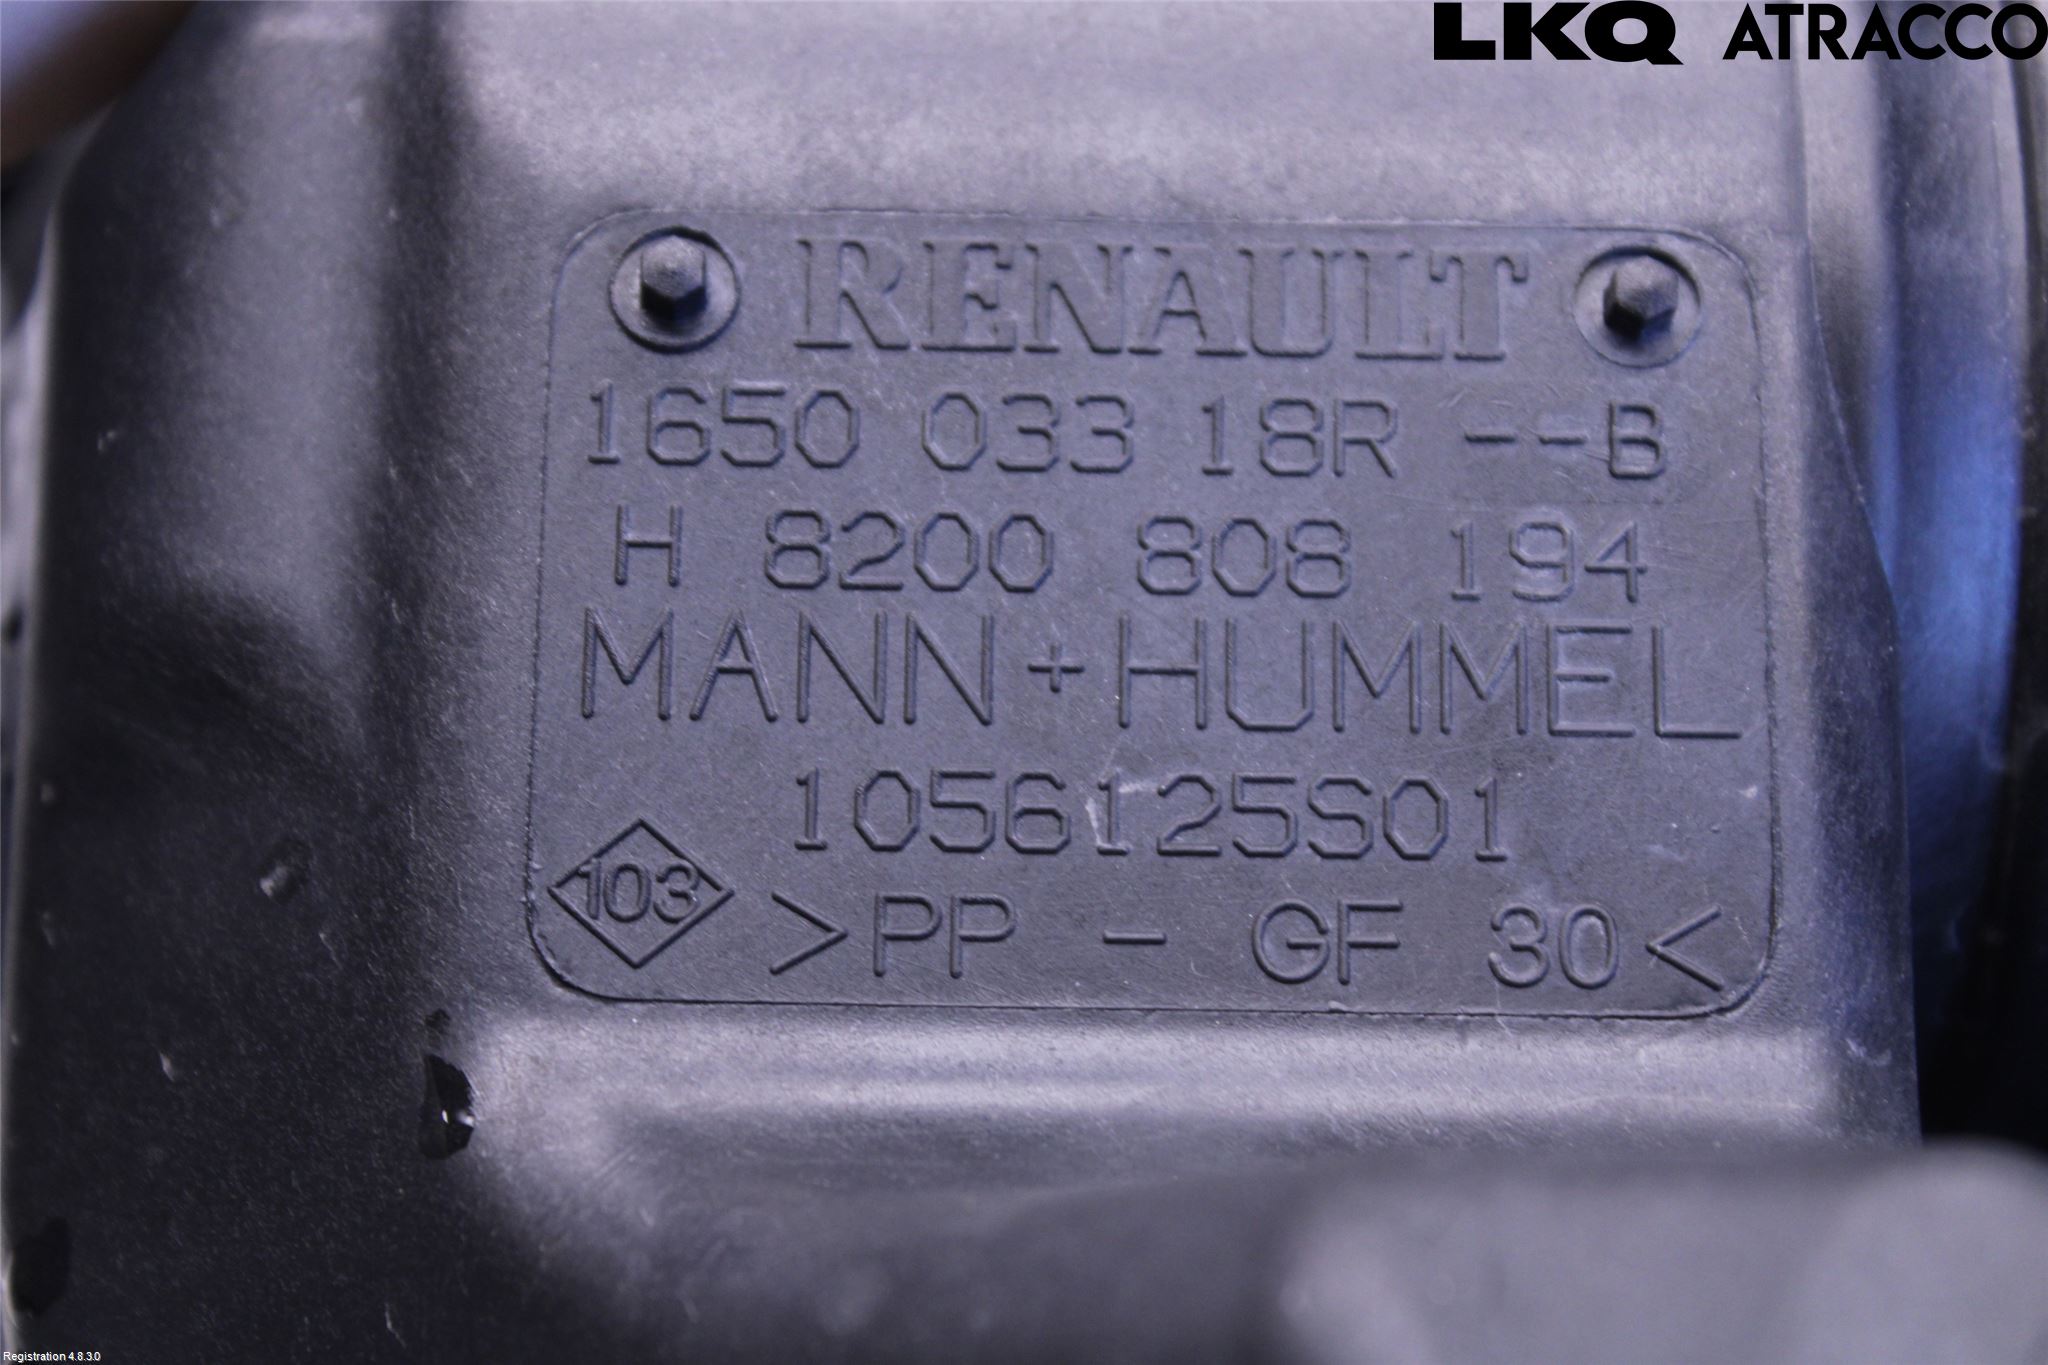 LKQ ATRACCO
RENAULT
1650 033 18R --B
H 8200 808 194
MANN+HUMMEL
1056125S01
103 >PP - GF 30<
Registration 4.8.3.0